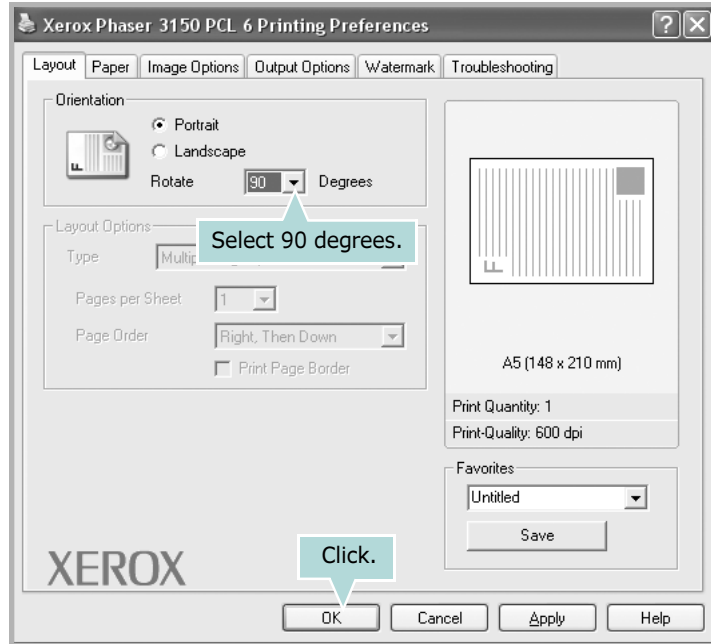 Xerox Phaser 3150 PCL 6 Printing Preferences
Layout Paper Image Options Output Options Watermark Troubleshooting
Orientation
Portrait
Landscape
Rotate 90 Degrees
Select 90 degrees.
Layout Options
Type
Pages per Sheet 1
Page Order Right, Then Down
Print Page Border
F
A5 (148 x 210 mm)
Print Quantity: 1
Print-Quality: 600 dpi
Favorites
Untitled
Save
XEROX
Click.
OK Cancel Apply Help